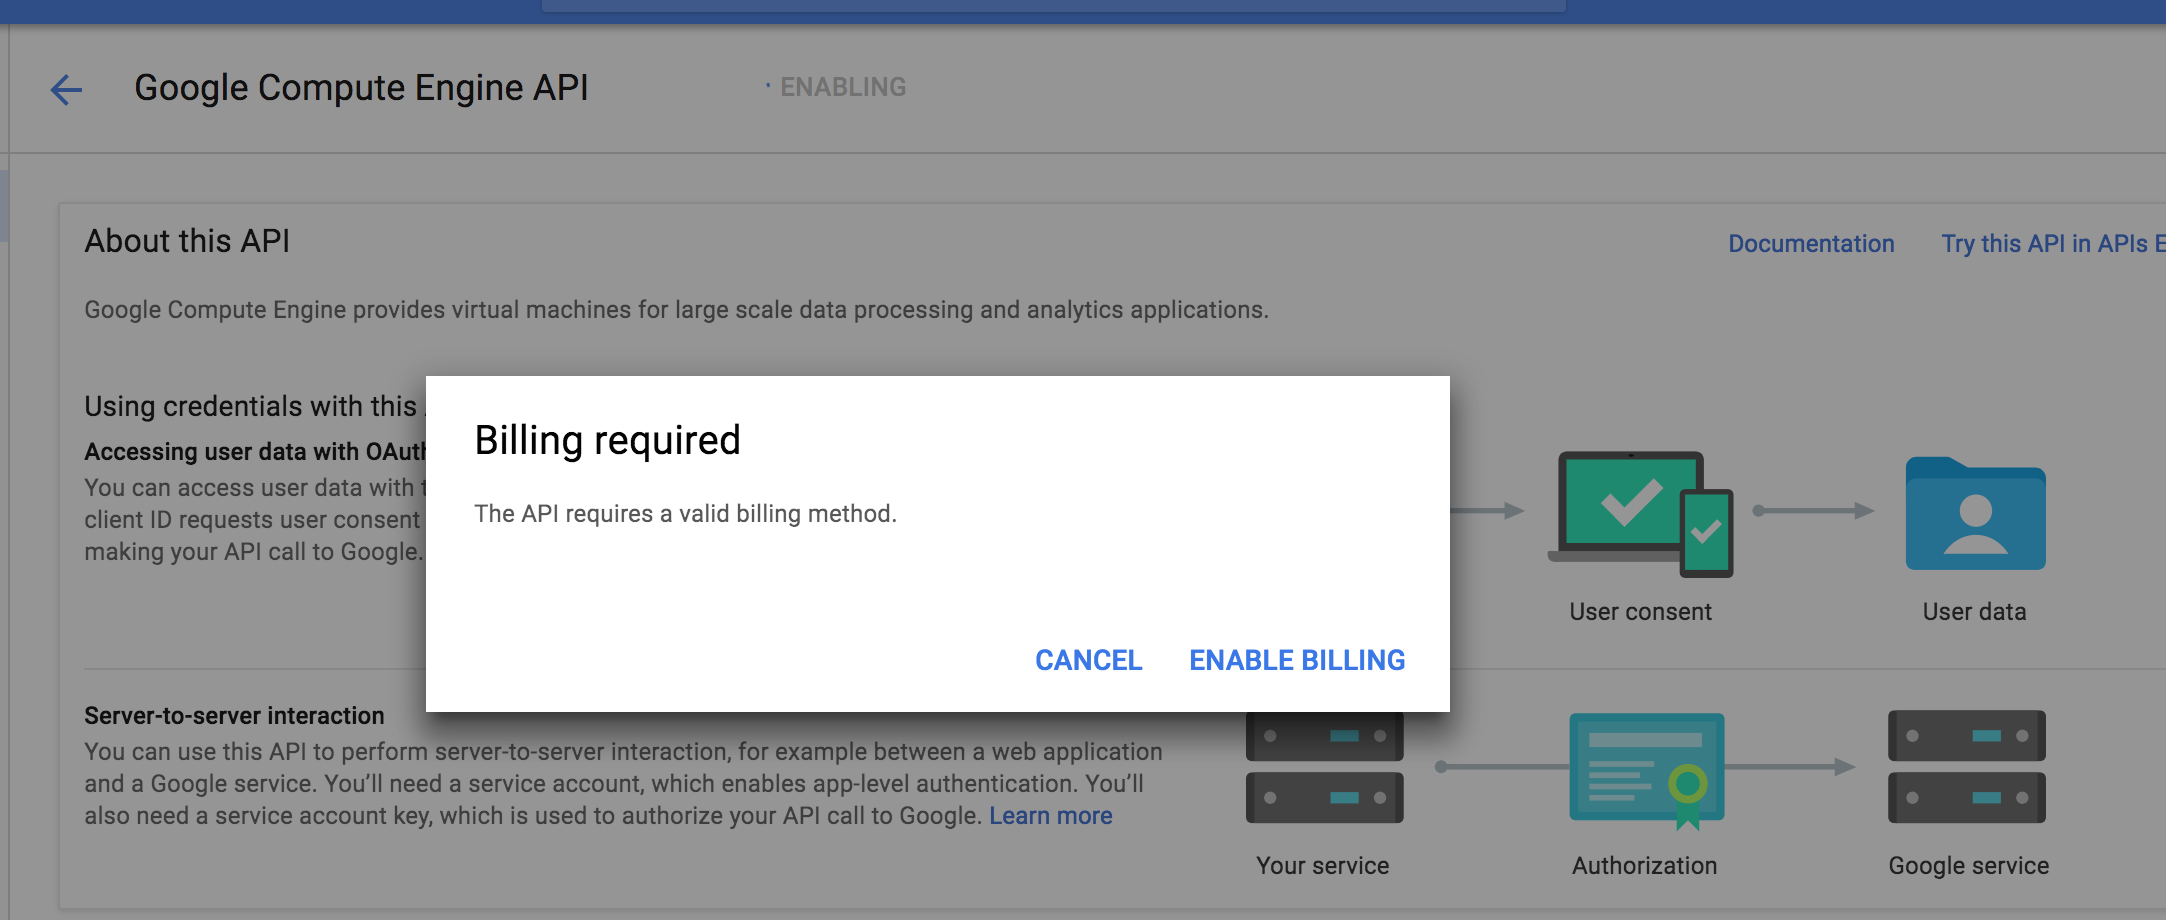 Google Compute Engine API
ENABLING
About this API
Documentation
Try this API in APIs E
Google Compute Engine provides virtual machines for large scale data processing and analytics applications.
Using credentials with this
Accessing user data with OAuth
You can access user data with t
client ID requests user consent
making your API call to Google.
Billing required
The API requires a valid billing method.
CANCEL
ENABLE BILLING
User consent
User data
Server-to-server interaction
You can use this API to perform server-to-server interaction, for example between a web application
and a Google service. You’ll need a service account, which enables app-level authentication. You’ll
also need a service account key, which is used to authorize your API call to Google. Learn more
Your service
Authorization
Google service